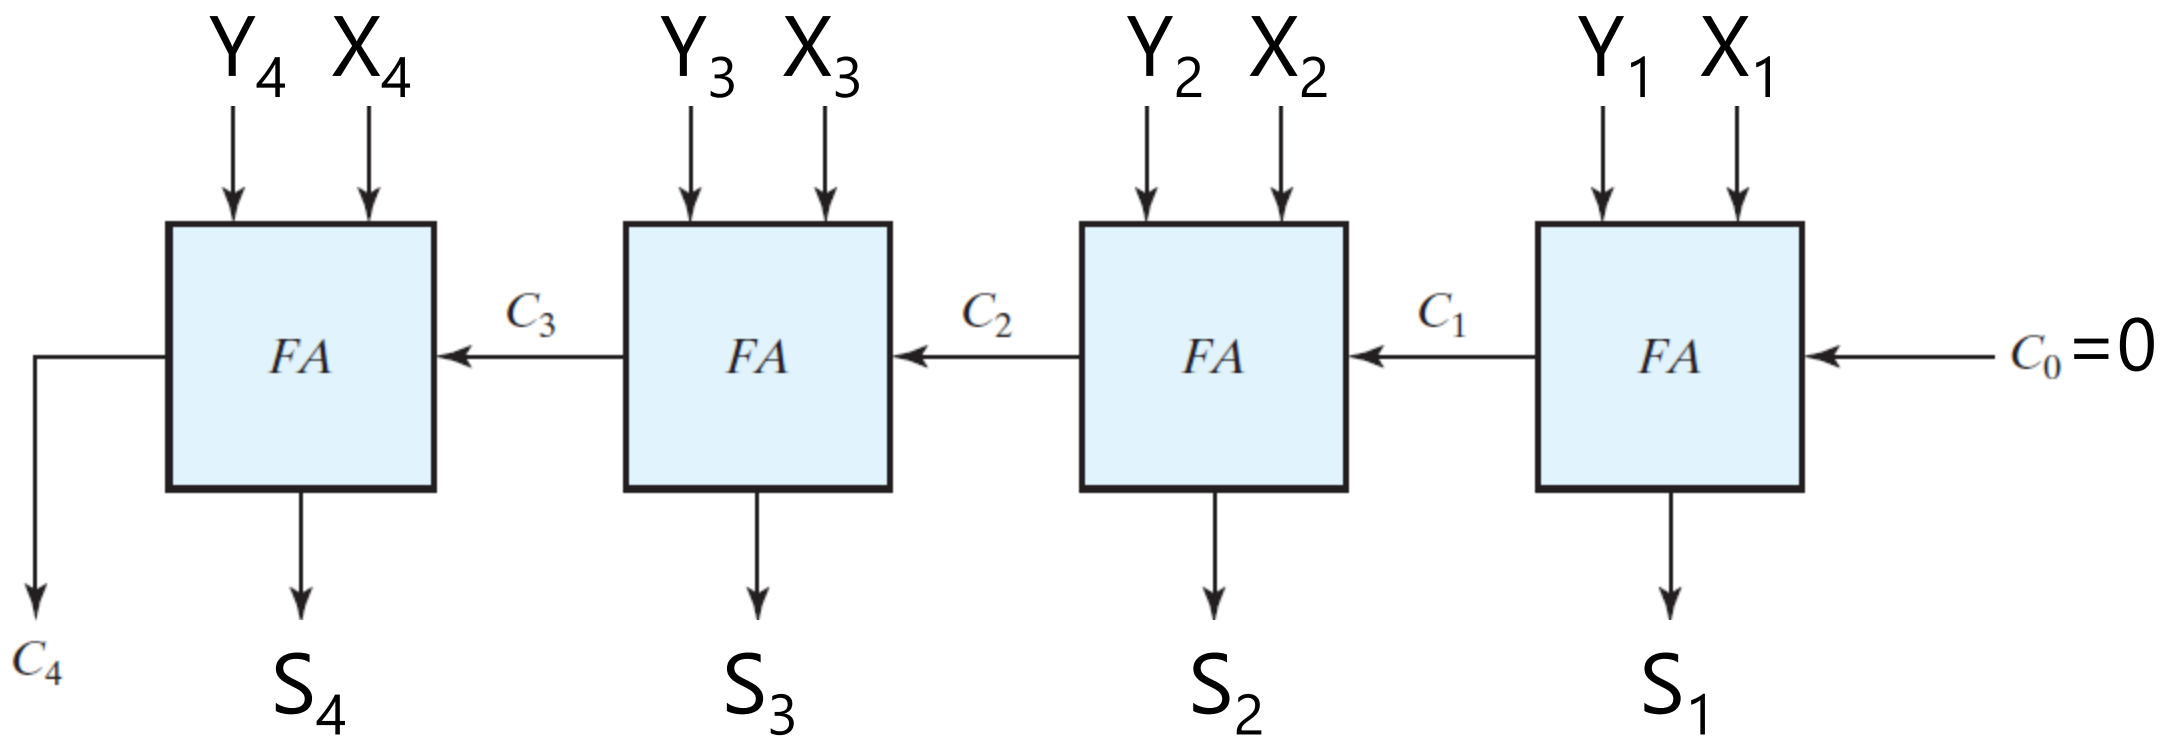 Y₄ X₄ Y₃ X₃ Y₂ X₂ Y₁ X₁
C₃ C₂ C₁
FA FA FA FA C₀ =0
C₄ S₄ S₃ S₂ S₁